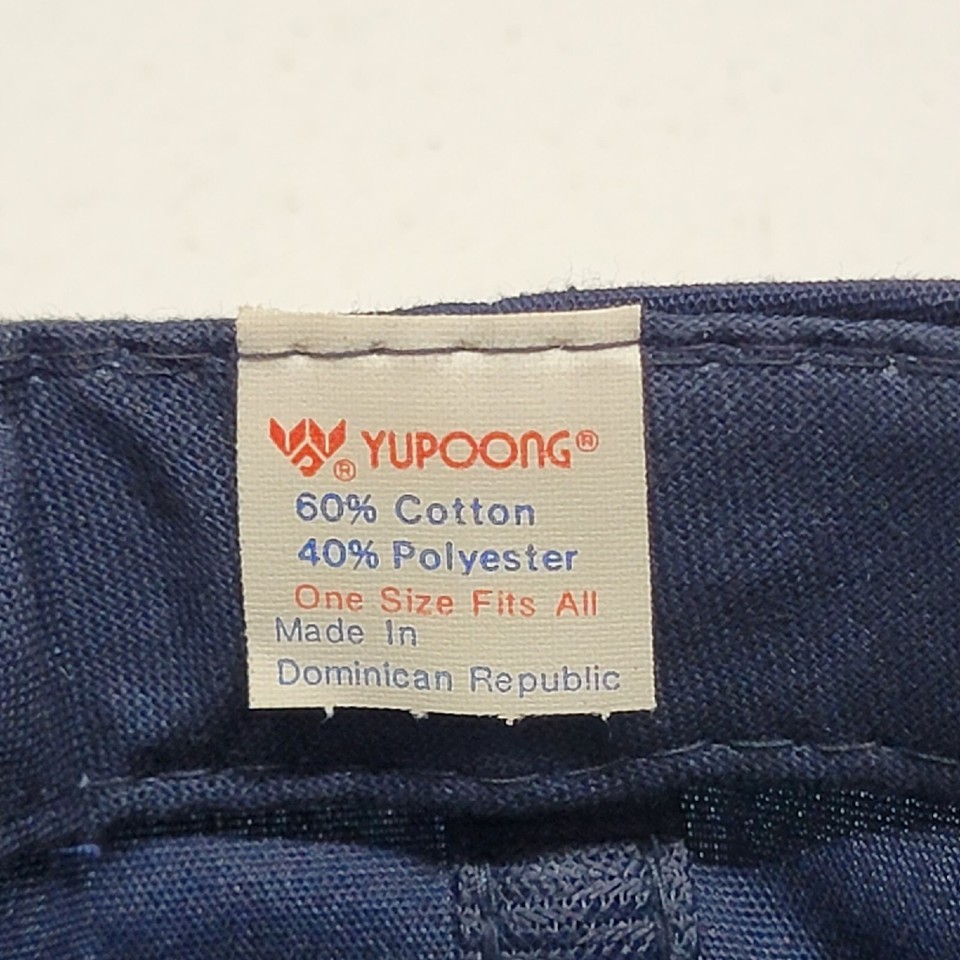 ® YUPOONG®
60% Cotton
40% Polyester
One Size Fits All
Made In
Dominican Republic